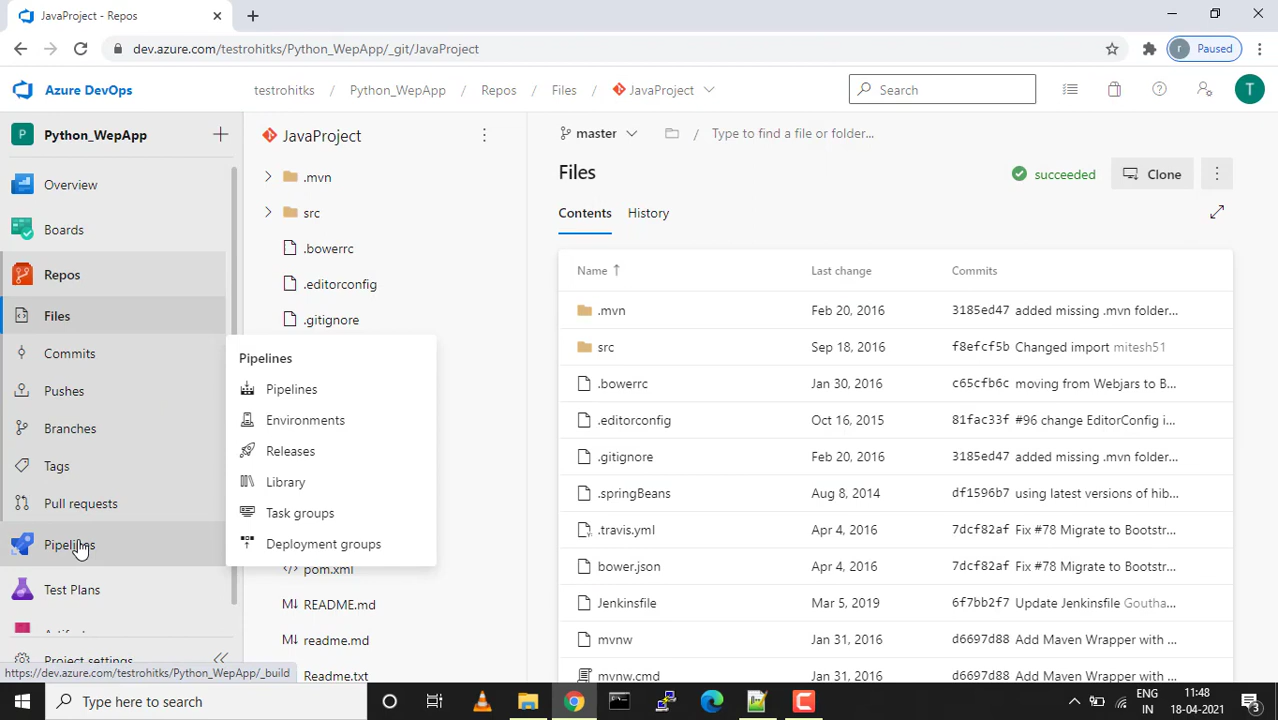 JavaProject - Repos
dev.azure.com/testrohitks/Python_WepApp/_git/JavaProject
r
Paused
Azure DevOps
testrohitks / Python_WepApp / Repos / Files / JavaProject
Search
T
P
Python_WepApp
Overview
Boards
Repos
Files
Commits
Pushes
Branches
Tags
Pull requests
Pipelines
Test Plans
Project settings
https://dev.azure.com/testrohitks/Python_WepApp/_build
JavaProject
.mvn
src
.bowerrc
.editorconfig
.gitignore
Pipelines
Pipelines
Environments
Releases
Library
Task groups
Deployment groups
pom.xml
README.md
readme.md
Readme.txt
master / Type to find a file or folder...
Files
succeeded
Clone
Contents History
Name Last change Commits
.mvn Feb 20, 2016 3185ed47 added missing .mvn folder...
src Sep 18, 2016 f8efcf5b Changed import mitesh51
.bowerrc Jan 30, 2016 c65cfb6c moving from Webjars to B...
.editorconfig Oct 16, 2015 81fac33f #96 change EditorConfig i...
.gitignore Feb 20, 2016 3185ed47 added missing .mvn folder...
.springBeans Aug 8, 2014 df1596b7 using latest versions of hib...
.travis.yml Apr 4, 2016 7dcf82af Fix #78 Migrate to Bootstr...
bower.json Apr 4, 2016 7dcf82af Fix #78 Migrate to Bootstr...
Jenkinsfile Mar 5, 2019 6f7bb2f7 Update Jenkinsfile Goutha...
mvnw Jan 31, 2016 d6697d88 Add Maven Wrapper with ...
mvnw.cmd Jan 31, 2016 d6697d88 Add Maven Wrapper with ...
Type here to search
ENG
IN
11:48
18-04-2021
3